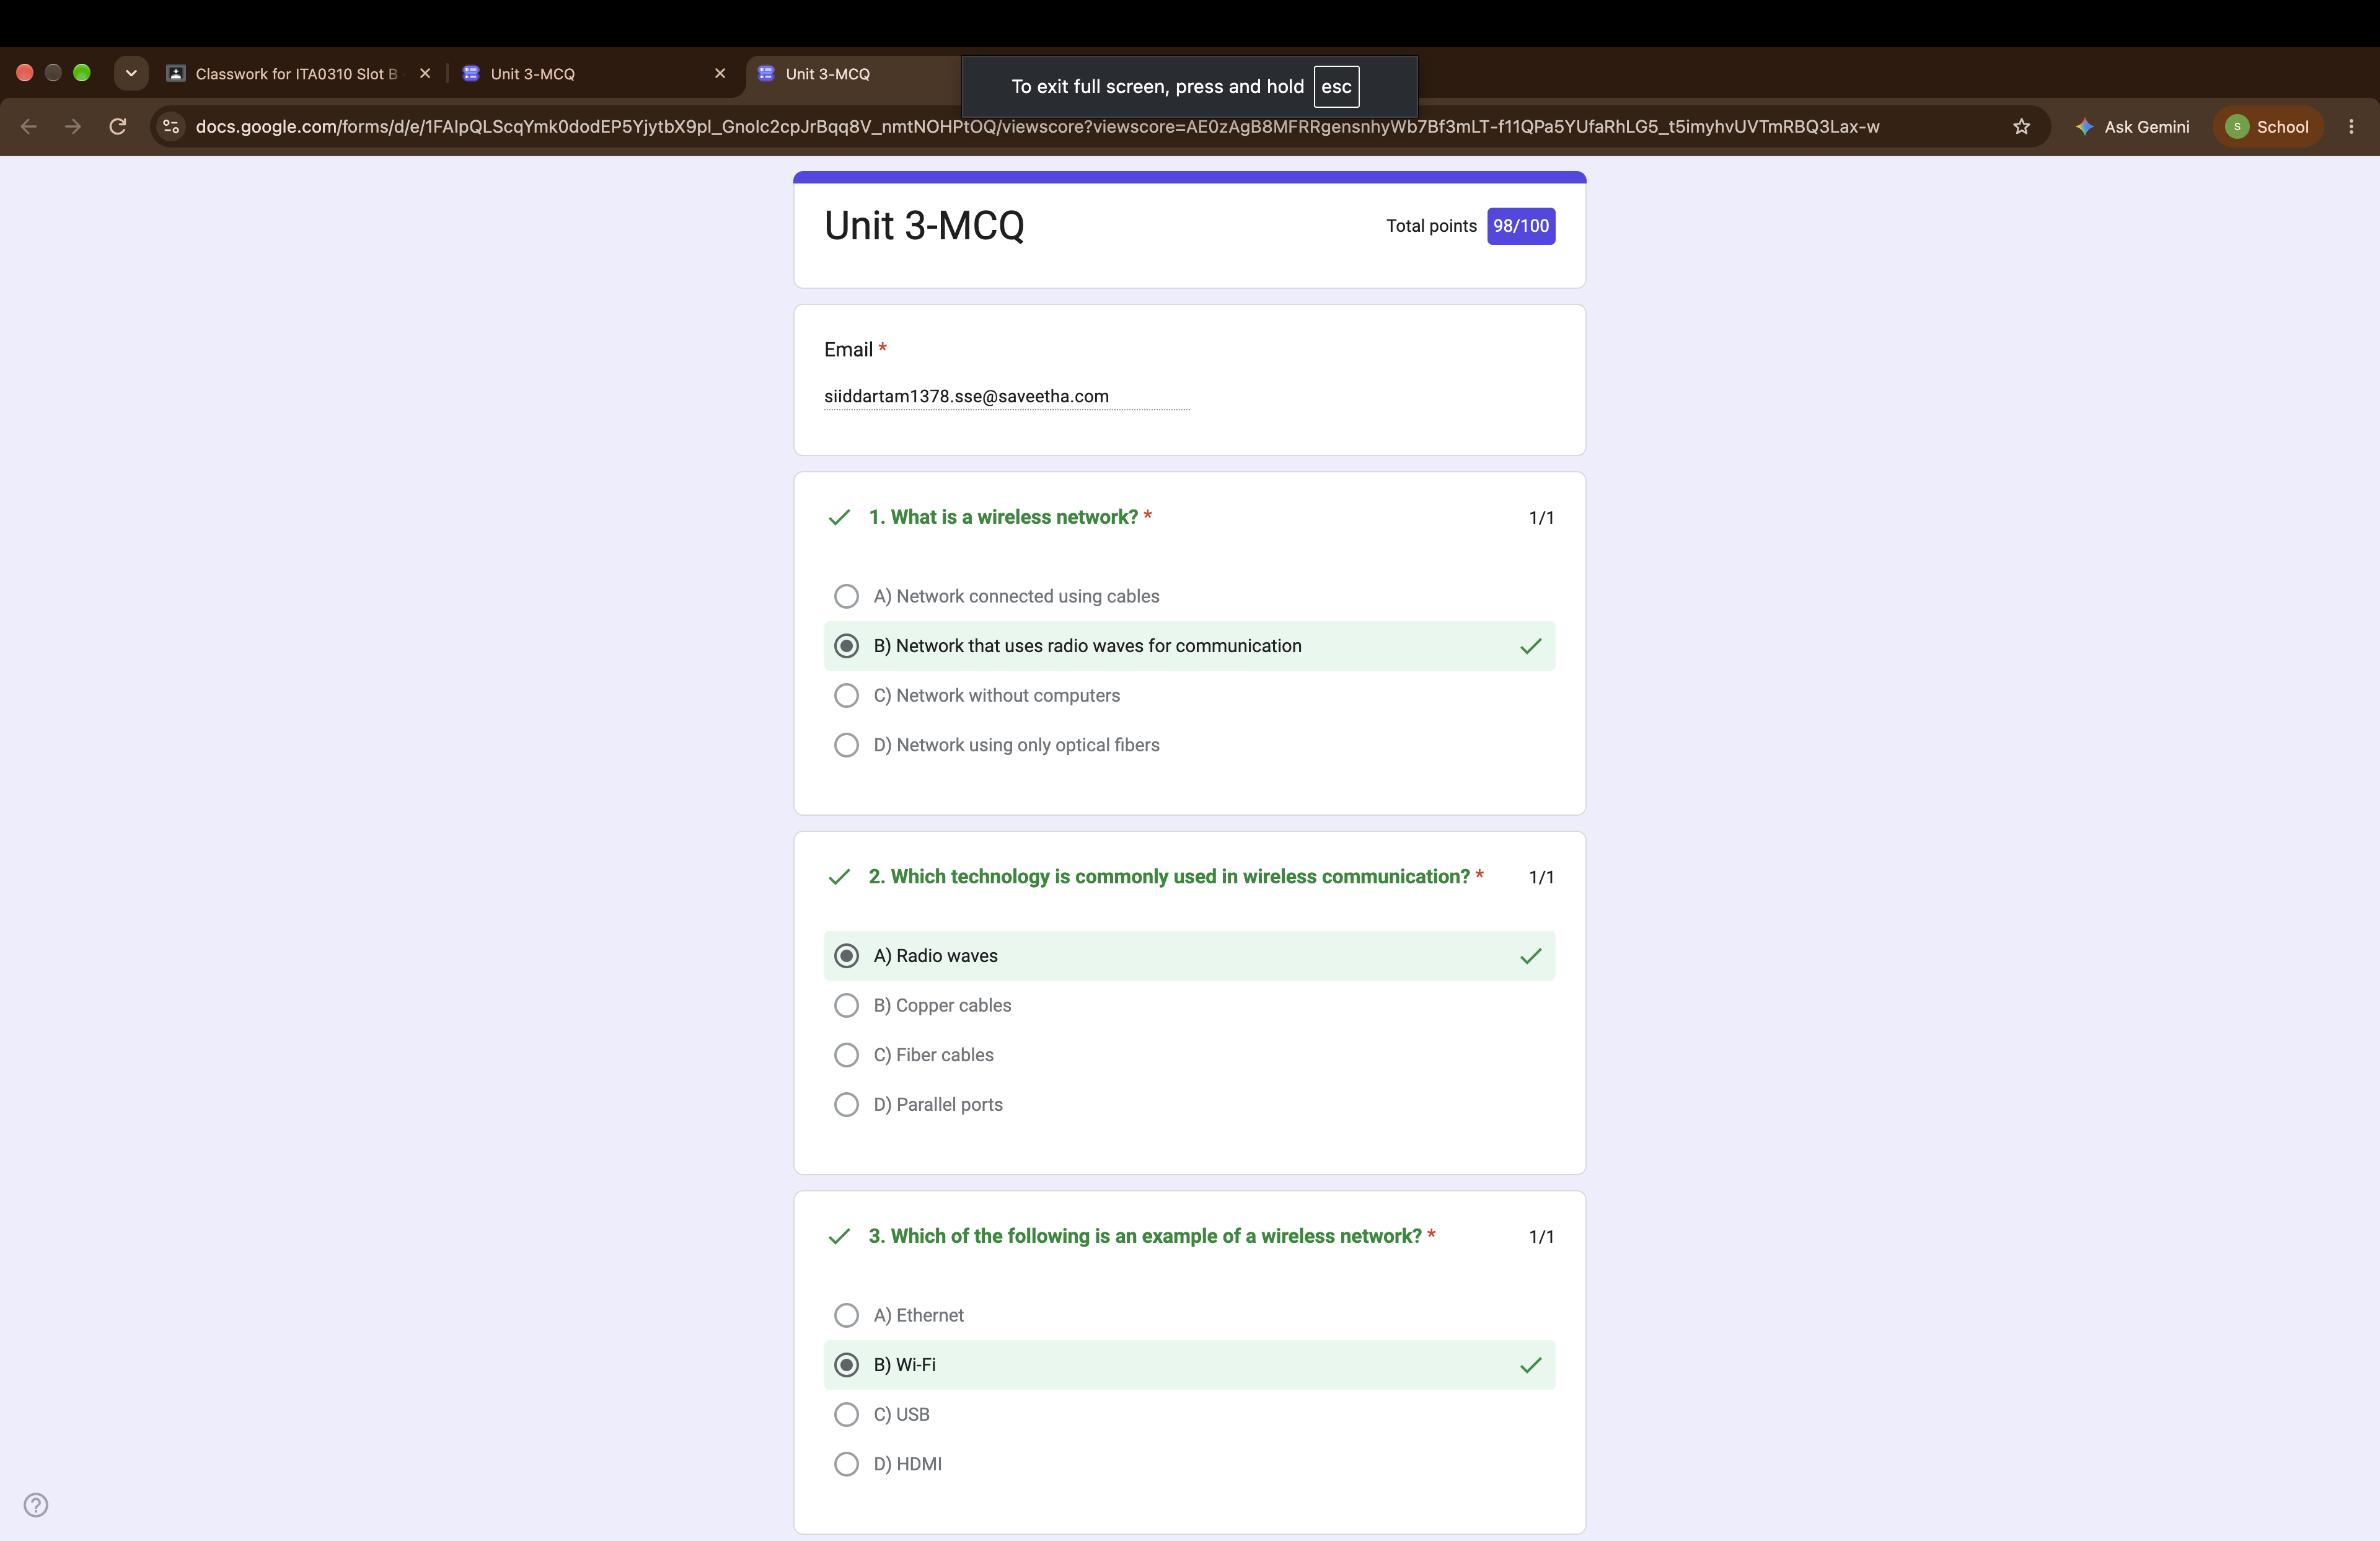 Classwork for ITA0310 Slot B
Unit 3-MCQ
Unit 3-MCQ
To exit full screen, press and hold esc
docs.google.com/forms/d/e/1FAIpQLScqYmk0dodEP5YjytbX9pl_GnoIc2cpJrBqq8V_nmtNOHPtOQ/viewscore?viewscore=AE0zAgB8MFRRgensnhyWb7Bf3mLT-f11QPa5YUfaRhLG5_t5imyhvUVTmRBQ3Lax-w
Ask Gemini
S School
Unit 3-MCQ
Total points 98/100
Email *
siiddartam1378.sse@saveetha.com
1. What is a wireless network? * 1/1
A) Network connected using cables
B) Network that uses radio waves for communication
C) Network without computers
D) Network using only optical fibers
2. Which technology is commonly used in wireless communication? * 1/1
A) Radio waves
B) Copper cables
C) Fiber cables
D) Parallel ports
3. Which of the following is an example of a wireless network? * 1/1
A) Ethernet
B) Wi-Fi
C) USB
D) HDMI